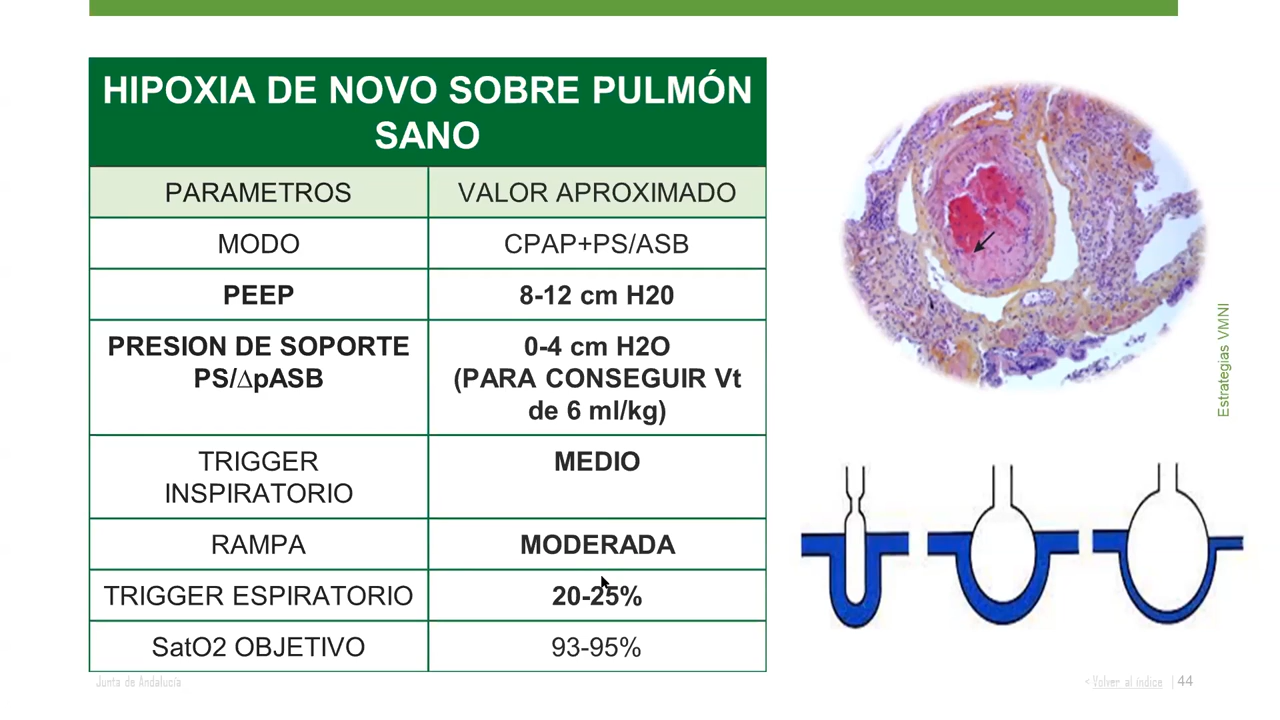 HIPOXIA DE NOVO SOBRE PULMÓN
SANO
PARAMETROS
VALOR APROXIMADO
MODO
CPAP+PS/ASB
PEEP
8-12 cm H20
PRESION DE SOPORTE
PS/∆pASB
0-4 cm H2O
(PARA CONSEGUIR Vt
de 6 ml/kg)
TRIGGER
INSPIRATORIO
MEDIO
RAMPA
MODERADA
TRIGGER ESPIRATORIO
20-25%
SatO2 OBJETIVO
93-95%
Estrategias VMNI
Junta de Andalucía
< Volver al índice | 44